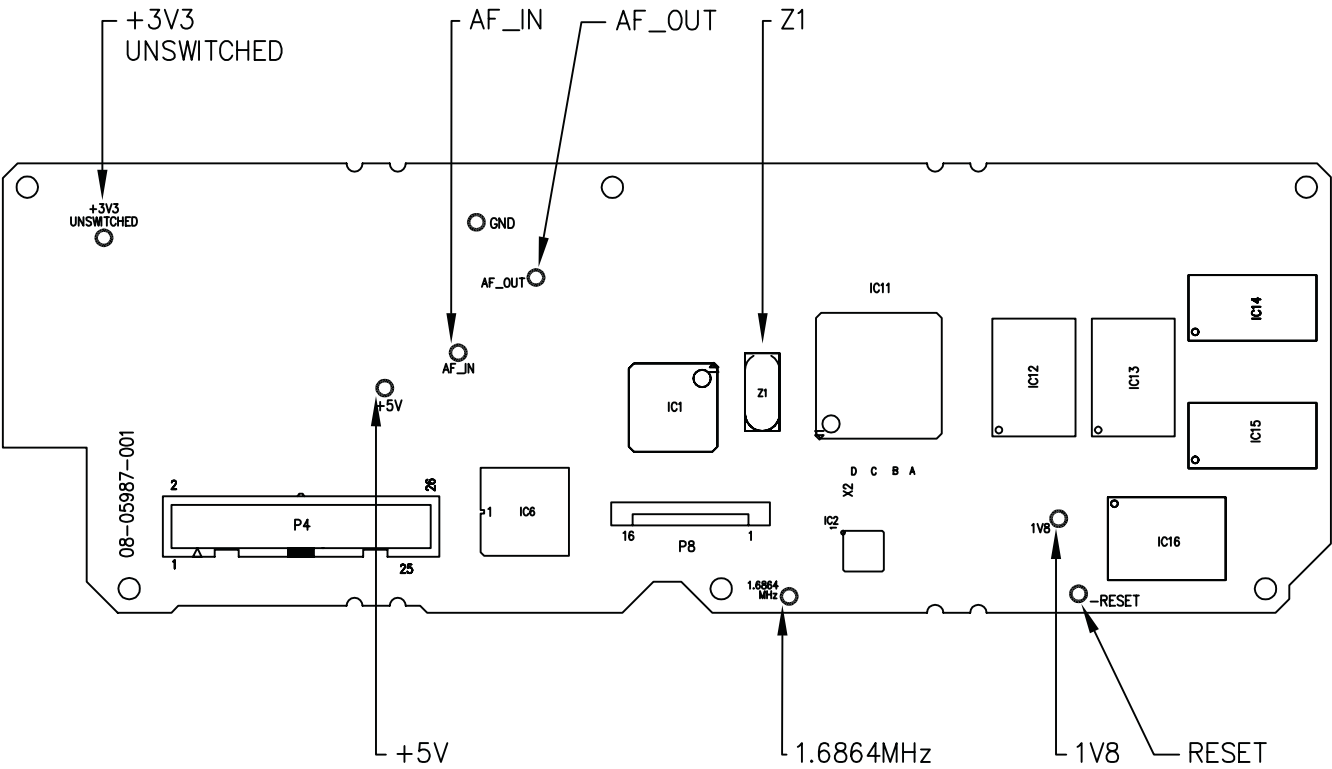 +3V3
UNSWITCHED
AF_IN
AF_OUT
Z1
+3V3
UNSWITCHED
GND
AF_OUT
AF_IN
+5V
IC11
IC14
IC12
IC13
IC15
IC1
Z1
08-05987-001
2
26
P4
1
25
1
IC6
16
P8
1
D C B A
X2
IC2
1
1V8
IC16
1.6864
MHz
-RESET
+5V
1.6864MHz
1V8
RESET